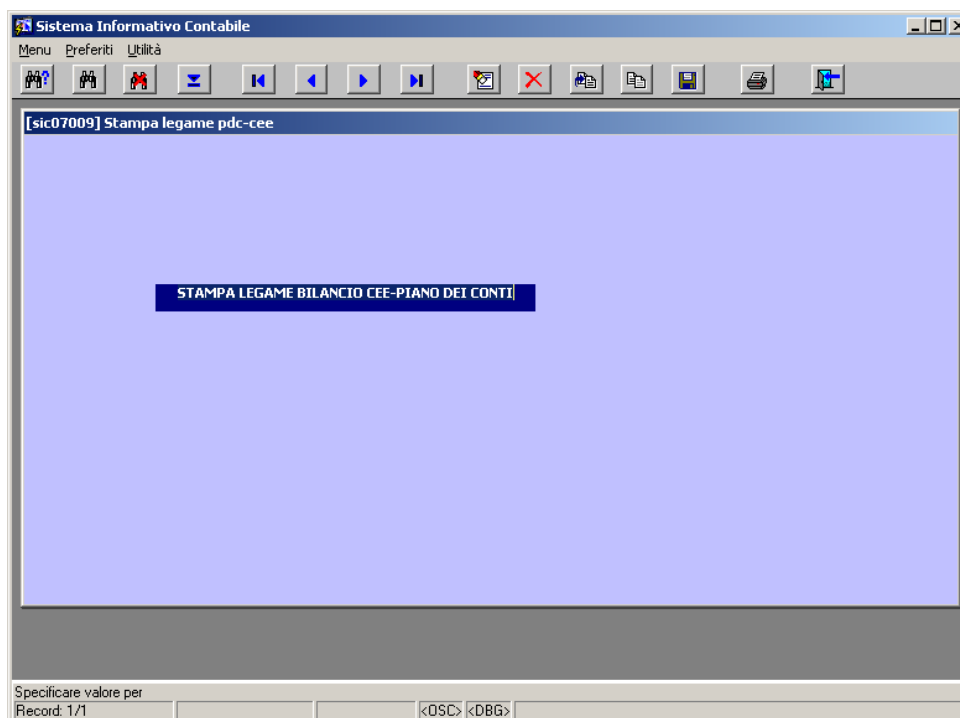 Sistema Informativo Contabile
Menu Preferiti Utilità
[sic07009] Stampa legame pdc-cee
STAMPA LEGAME BILANCIO CEE-PIANO DEI CONTI
Specificare valore per
Record: 1/1 <OSC> <DBG>